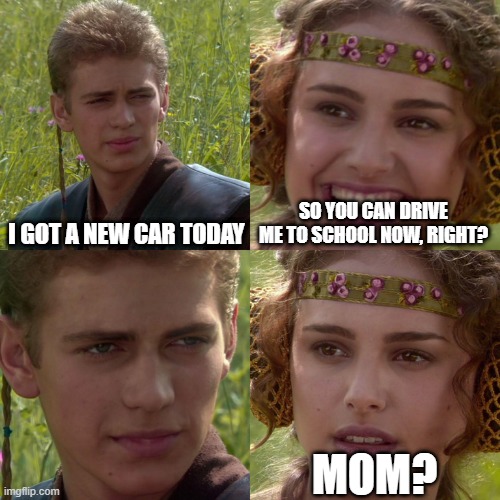 I GOT A NEW CAR TODAY
SO YOU CAN DRIVE
ME TO SCHOOL NOW, RIGHT?
MOM?
imgflip.com